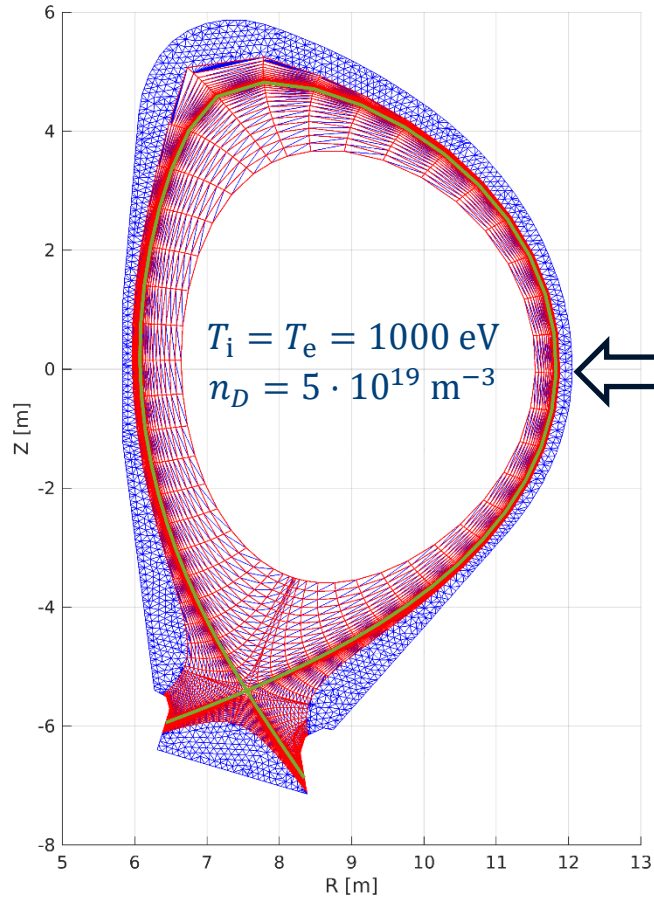 6
4
2
0
-2
-4
-6
-8
Z [m]
T_i = T_e = 1000 eV
n_D = 5 · 10^{19} m^{-3}
5 6 7 8 9 10 11 12 13
R [m]